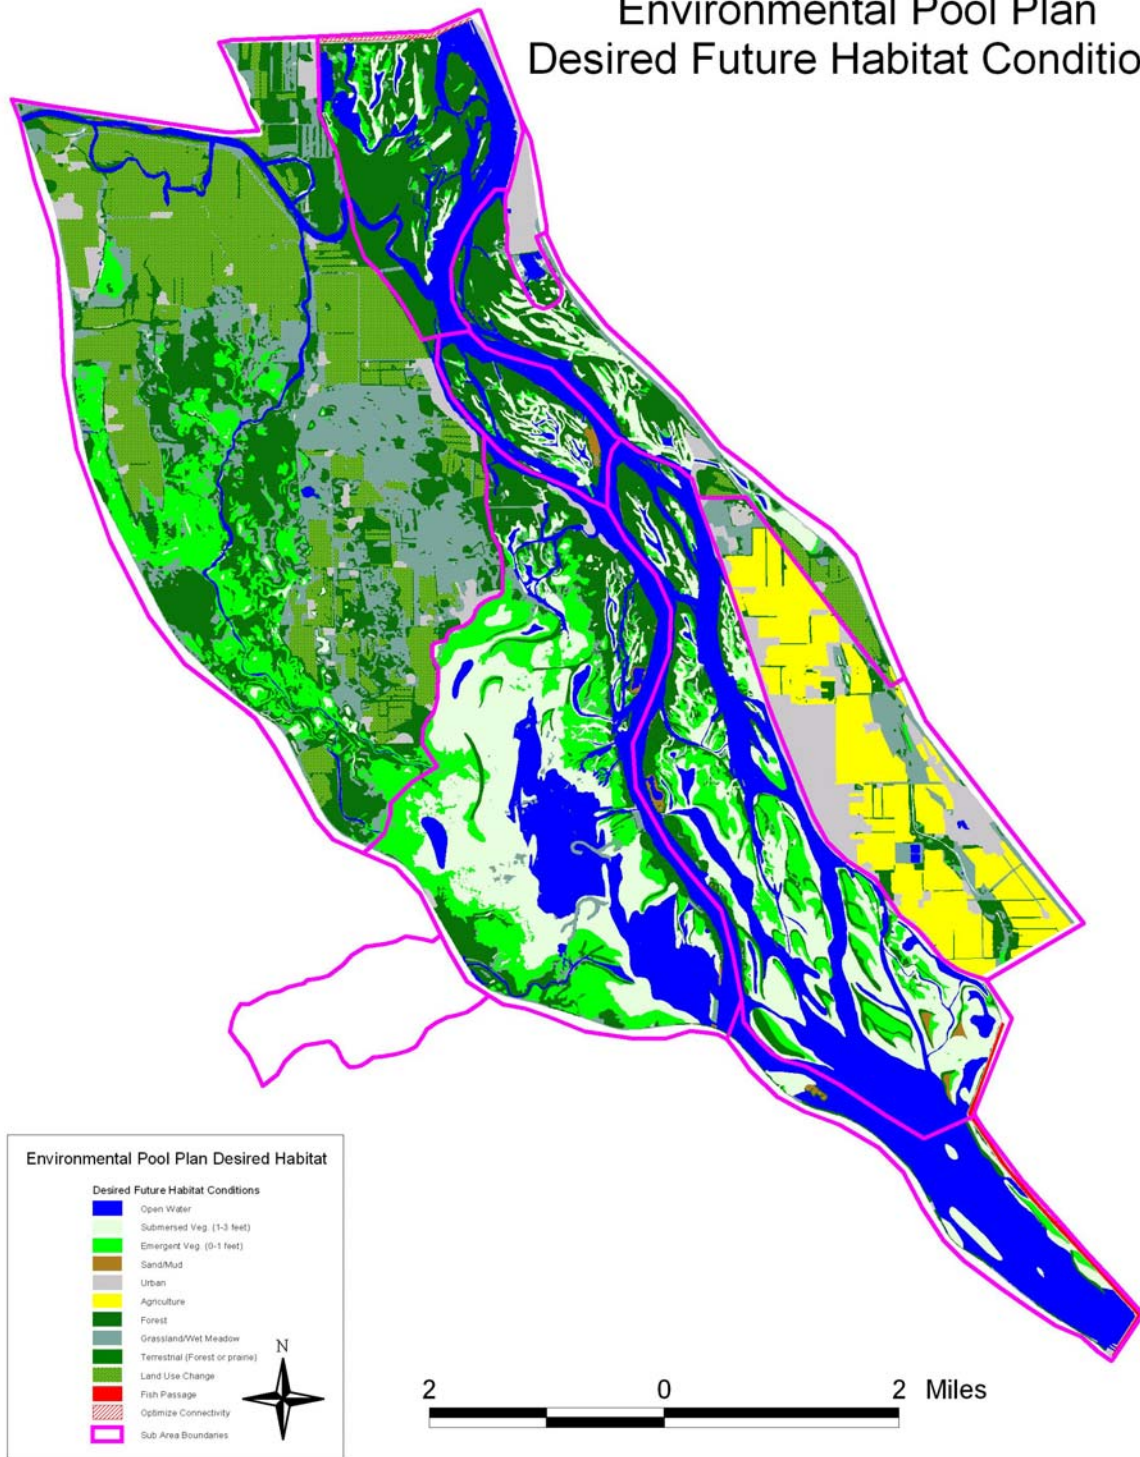 Environmental Pool Plan
Desired Future Habitat Conditio
Environmental Pool Plan Desired Habitat
Desired Future Habitat Conditions
Open Water
Submersed Veg. (1-3 feet)
Emergent Veg. (0-1 feet)
Sand/Mud
Urban
Agriculture
Forest
Grassland/Wet Meadow
Terrestrial (Forest or prairie)
Land Use Change
Fish Passage
Optimize Connectivity
Sub Area Boundaries
N
2 0 2 Miles